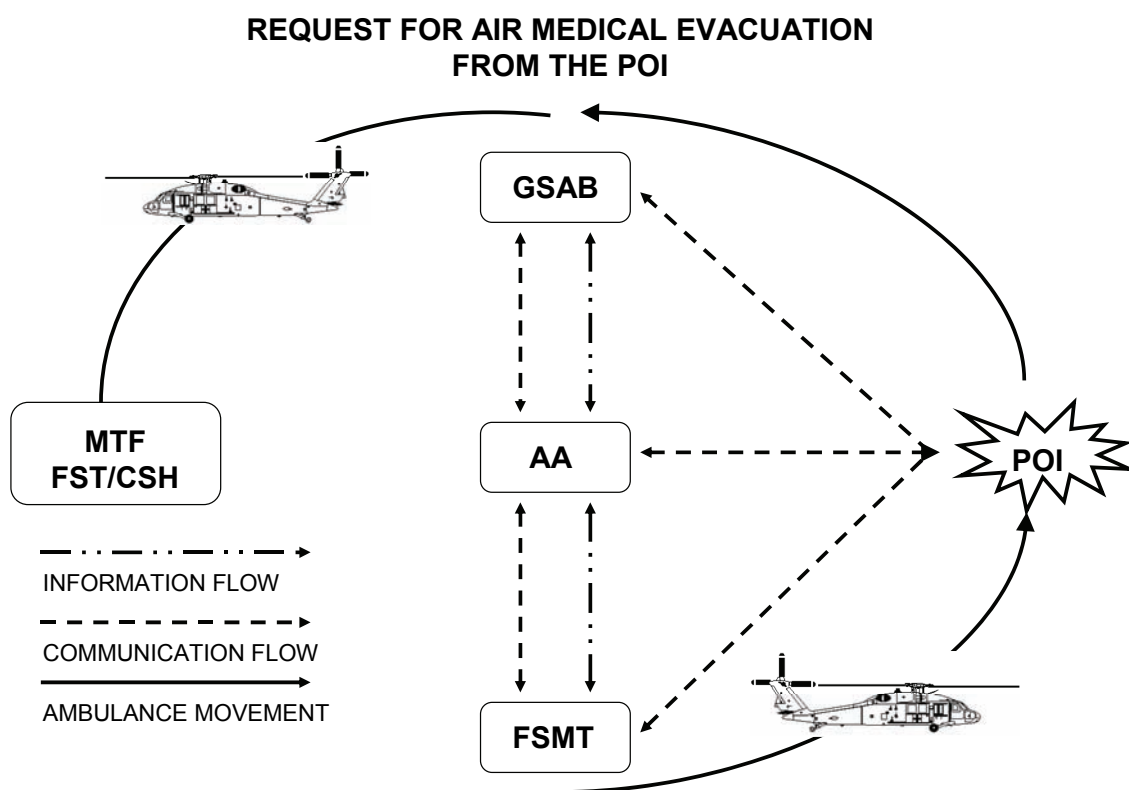 REQUEST FOR AIR MEDICAL EVACUATION
FROM THE POI
GSAB
MTF
FST/CSH
AA
POI
INFORMATION FLOW
COMMUNICATION FLOW
AMBULANCE MOVEMENT
FSMT